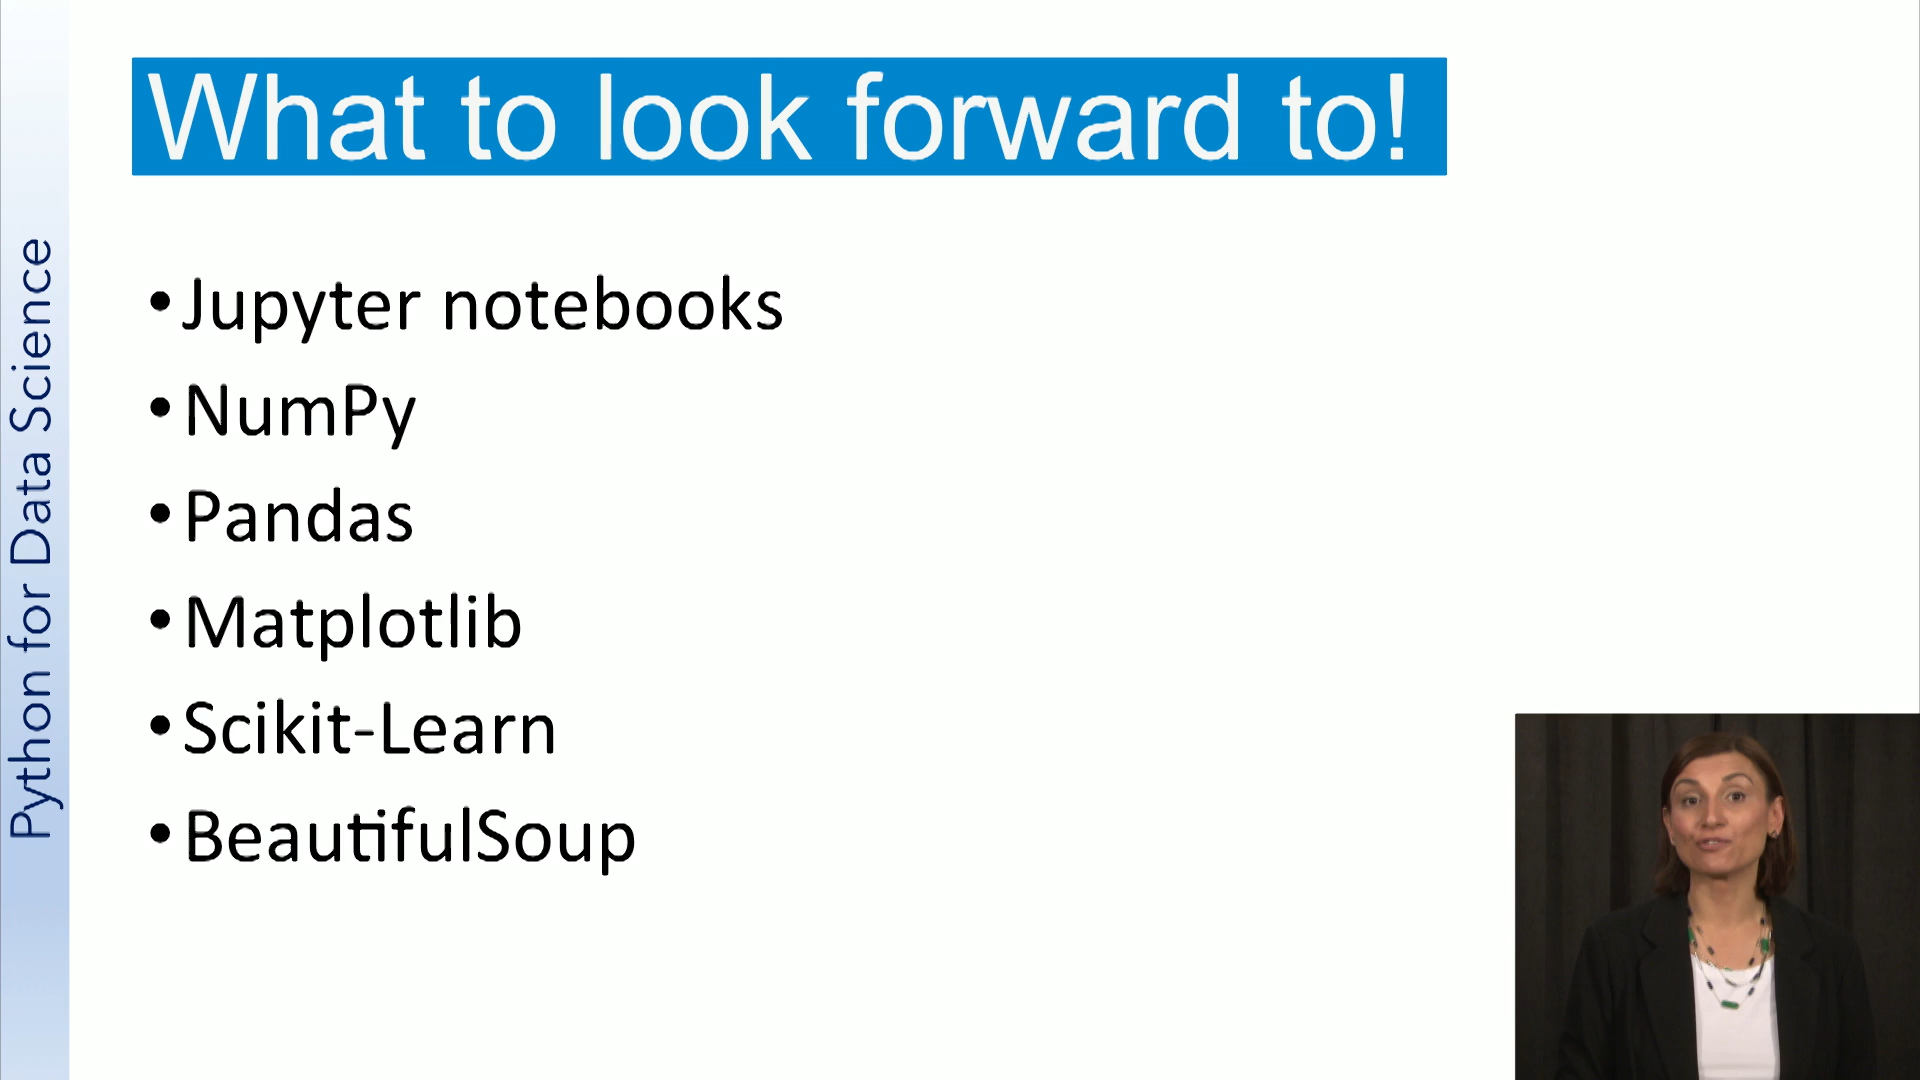 What to look forward to!
• Jupyter notebooks
• NumPy
• Pandas
• Matplotlib
• Scikit-Learn
• BeautifulSoup
Python for Data Science